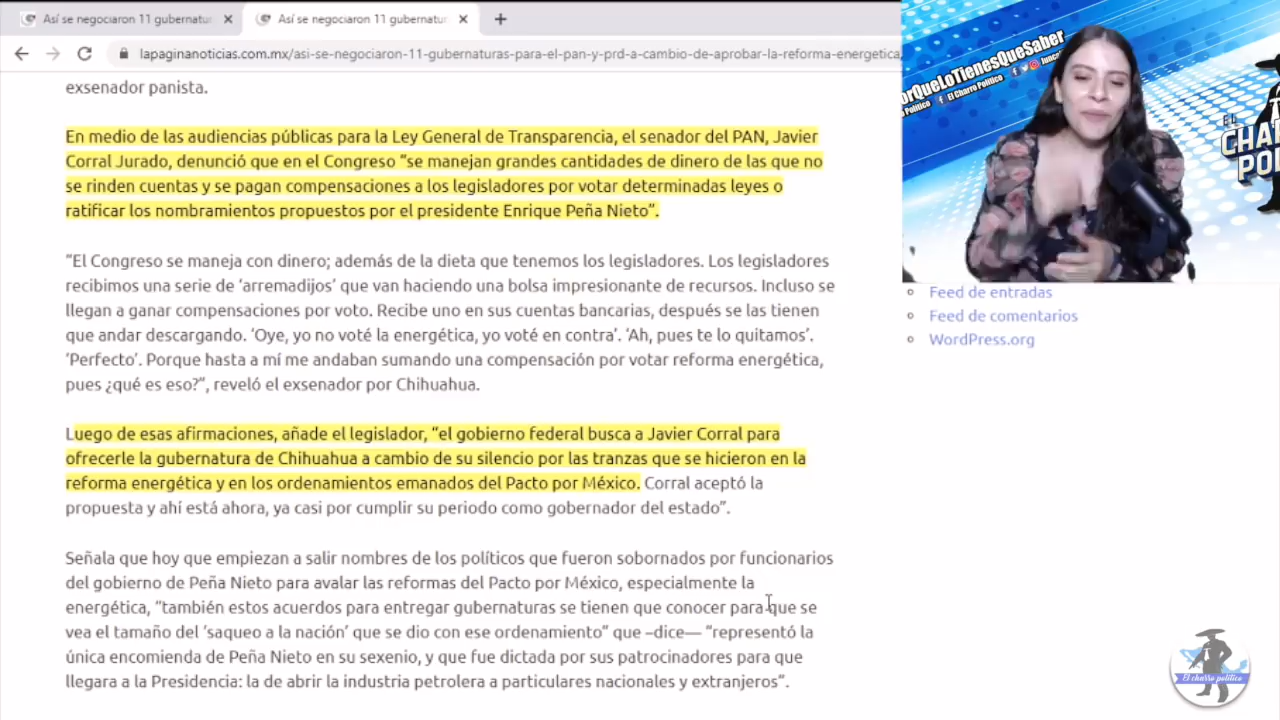 Así se negociaron 11 gubernatur
Así se negociaron 11 gubernatur
lapaginanoticias.com.mx/asi-se-negociaron-11-gubernaturas-para-el-pan-y-prd-a-cambio-de-aprobar-la-reforma-energetica,
exsenador panista.
En medio de las audiencias públicas para la Ley General de Transparencia, el senador del PAN, Javier
Corral Jurado, denunció que en el Congreso “se manejan grandes cantidades de dinero de las que no
se rinden cuentas y se pagan compensaciones a los legisladores por votar determinadas leyes o
ratificar los nombramientos propuestos por el presidente Enrique Peña Nieto”.
“El Congreso se maneja con dinero; además de la dieta que tenemos los legisladores. Los legisladores
recibimos una serie de ‘arremadijos’ que van haciendo una bolsa impresionante de recursos. Incluso se
llegan a ganar compensaciones por voto. Recibe uno en sus cuentas bancarias, después se las tienen
que andar descargando. ‘Oye, yo no voté la energética, yo voté en contra’. ‘Ah, pues te lo quitamos’.
‘Perfecto’. Porque hasta a mí me andaban sumando una compensación por votar reforma energética,
pues ¿qué es eso?”, reveló el exsenador por Chihuahua.
Luego de esas afirmaciones, añade el legislador, “el gobierno federal busca a Javier Corral para
ofrecerle la gubernatura de Chihuahua a cambio de su silencio por las tranzas que se hicieron en la
reforma energética y en los ordenamientos emanados del Pacto por México. Corral aceptó la
propuesta y ahí está ahora, ya casi por cumplir su periodo como gobernador del estado”.
Señala que hoy que empiezan a salir nombres de los políticos que fueron sobornados por funcionarios
del gobierno de Peña Nieto para avalar las reformas del Pacto por México, especialmente la
energética, “también estos acuerdos para entregar gubernaturas se tienen que conocer para que se
vea el tamaño del ‘saqueo a la nación’ que se dio con ese ordenamiento” que –dice— “representó la
única encomienda de Peña Nieto en su sexenio, y que fue dictada por sus patrocinadores para que
llegara a la Presidencia: la de abrir la industria petrolera a particulares nacionales y extranjeros”.
orQueLoTienesQueSaber
El Charro Político
EL
CHA
POL
Feed de entradas
Feed de comentarios
WordPress.org
El charro político